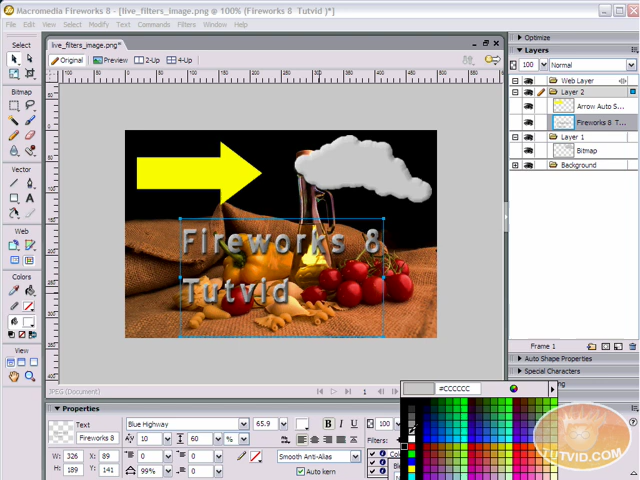 Macromedia Fireworks 8 - [live_filters_image.png @ 100% (Fireworks 8 Tutvid )*]
File Edit View Select Modify Text Commands Filters Window Help
Select
Bitmap
Vector
Web
Colors
View
live_filters_image.png*
Original Preview 2-Up 4-Up
Fireworks 8
Tutvid
JPEG (Document)
1
Optimize
Layers
100 Normal
Web Layer
Layer 2
Arrow Auto S...
Fireworks 8 T...
Layer 1
Bitmap
Background
Frame 1
Auto Shape Properties
Special Characters
#CCCCCC
Properties
Text
Fireworks 8
W: 326 X: 89
H: 189 Y: 141
Blue Highway 65.9 B I U
10 60 %
0 0
99% 0
Smooth Anti-Alias
Auto kern
100
Filters:
TUTVID.COM